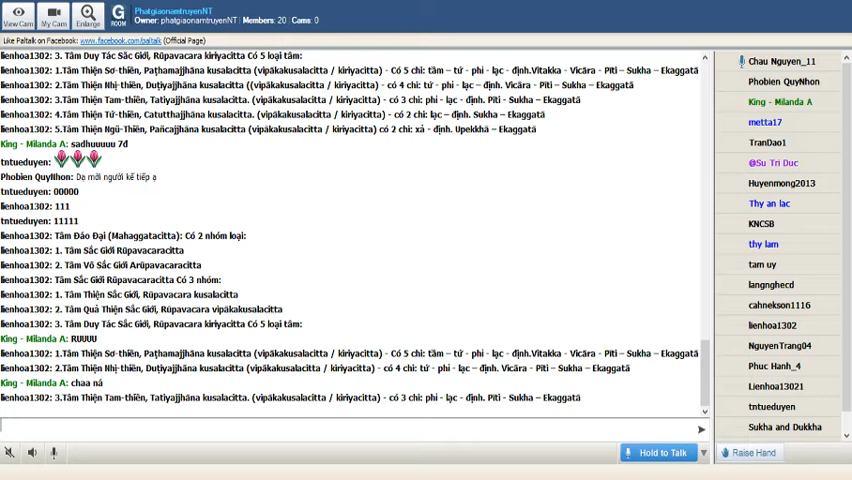 View Cam
My Cam
Enlarge
G
ROOM
PhatgiaonamtruyenNT
Owner: phatgiaonamtruyenNT | Members: 20 | Cams: 0
Like Paltalk on Facebook: www.facebook.com/paltalk (Official Page)
lienhoa1302: 3. Tâm Duy Tác Sắc Giới, Rūpavacara kiriyacitta Có 5 loại tâm:
lienhoa1302: 1.Tâm Thiện Sơ-thiền, Paṭhamajjhāna kusalacitta (vipākakusalacitta / kiriyacitta) - Có 5 chi: tầm – tứ - phỉ - lạc - định.Vitakka - Vicāra - Pīti – Sukha – Ekaggatā
lienhoa1302: 2.Tâm Thiện Nhị-thiền, Duṭiyajjhāna kusalacitta ((vipākakusalacitta / kiriyacitta) - có 4 chi: tứ - phỉ - lạc – định. Vicāra - Pīti – Sukha – Ekaggatā
lienhoa1302: 3.Tâm Thiện Tam-thiền, Tatiyajjhāna kusalacitta. (vipākakusalacitta / kiriyacitta) - có 3 chi: phỉ - lạc - định. Pīti - Sukha – Ekaggatā
lienhoa1302: 4.Tâm Thiện Tứ-thiền, Catutthajjhāna kusalacitta. (vipākakusalacitta / kiriyacitta) - có 2 chi: lạc – định. Sukha – Ekaggatā
lienhoa1302: 5.Tâm Thiện Ngũ-Thiền, Pañcajjhāna kusalacitta (vipākakusalacitta / kiriyacitta) có 2 chi: xả - định. Upekkhā – Ekaggatā
King - Milanda A: sadhuuuuu 7đ
tntueduyen:
Phobien QuyNhon: Dạ mời người kế tiếp ạ
tntueduyen: 00000
lienhoa1302: 111
tntueduyen: 11111
lienhoa1302: Tâm Đáo Đại (Mahaggatacitta): Có 2 nhóm loại:
lienhoa1302: 1. Tâm Sắc Giới Rūpavacaracitta
lienhoa1302: 2. Tâm Vô Sắc Giới Arūpavacaracitta
lienhoa1302: Tâm Sắc Giới Rūpavacaracitta Có 3 nhóm:
lienhoa1302: 1. Tâm Thiện Sắc Giới, Rūpavacara kusalacitta
lienhoa1302: 2. Tâm Quả Thiện Sắc Giới, Rūpavacara vipākakusalacitta
lienhoa1302: 3. Tâm Duy Tác Sắc Giới, Rūpavacara kiriyacitta Có 5 loại tâm:
King - Milanda A: RUUUU
lienhoa1302: 1.Tâm Thiện Sơ-thiền, Paṭhamajjhāna kusalacitta (vipākakusalacitta / kiriyacitta) - Có 5 chi: tầm – tứ - phỉ - lạc - định.Vitakka - Vicāra - Pīti – Sukha – Ekaggatā
lienhoa1302: 2.Tâm Thiện Nhị-thiền, Duṭiyajjhāna kusalacitta (vipākakusalacitta / kiriyacitta) - có 4 chi: tứ - phỉ - lạc – định. Vicāra - Pīti – Sukha – Ekaggatā
King - Milanda A: chaa ná
lienhoa1302: 3.Tâm Thiện Tam-thiền, Tatiyajjhāna kusalacitta. (vipākakusalacitta / kiriyacitta) - có 3 chi: phỉ - lạc - định. Pīti - Sukha – Ekaggatā
Hold to Talk
Chau Nguyen_11
Phobien QuyNhon
King - Milanda A
metta17
TranDao1
@Su Tri Duc
Huyenmong2013
Thy an lac
KNCSB
thy lam
tam uy
langnghecd
cahnekson1116
lienhoa1302
NguyenTrang04
Phuc Hanh_4
Lienhoa13021
tntueduyen
Sukha and Dukkha
Raise Hand